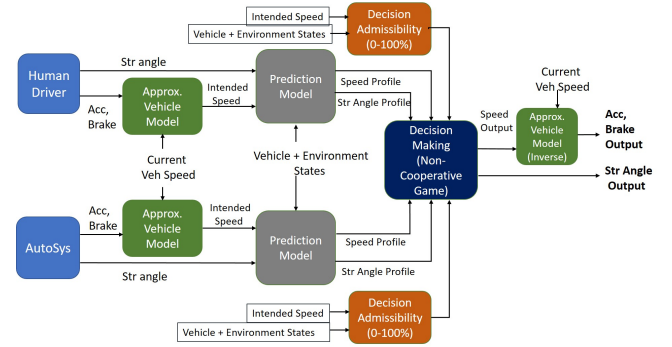 Intended Speed
Vehicle + Environment States
Decision
Admissibility
(0-100%)
Human
Driver
Str angle
Acc,
Brake
Approx.
Vehicle
Model
Intended
Speed
Prediction
Model
Speed Profile
Str Angle Profile
Current
Veh Speed
Vehicle + Environment
States
Decision
Making
(Non-
Cooperative
Game)
Speed
Output
Current
Veh Speed
Approx.
Vehicle
Model
(Inverse)
Acc,
Brake
Output
Str Angle
Output
AutoSys
Acc,
Brake
Str angle
Approx.
Vehicle
Model
Intended
Speed
Prediction
Model
Speed Profile
Str Angle Profile
Intended Speed
Vehicle + Environment States
Decision
Admissibility
(0-100%)